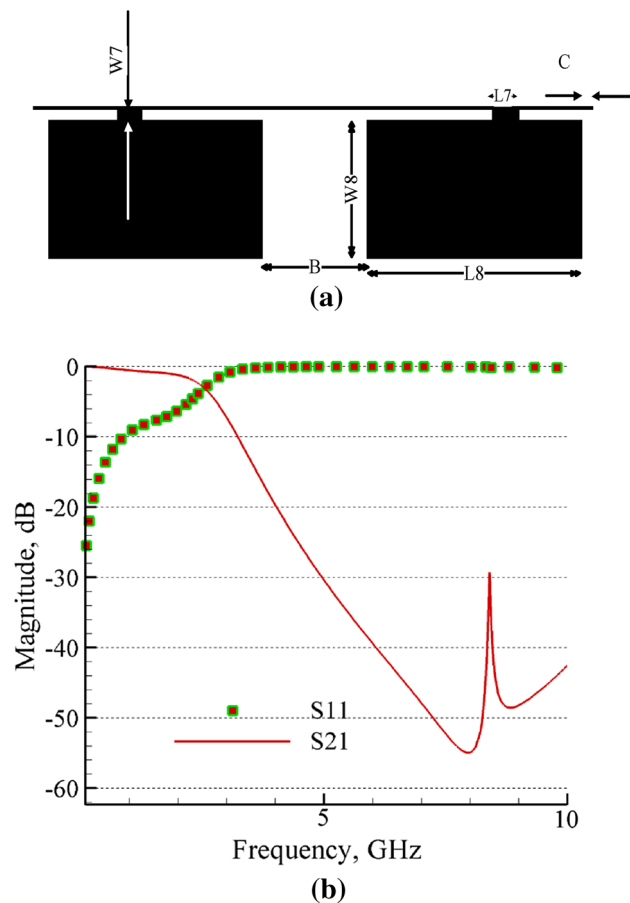 W7
C
L7
W8
B
L8
(a)
0
-10
-20
-30
-40
-50
-60
Magnitude, dB
S11
S21
5
10
Frequency, GHz
(b)